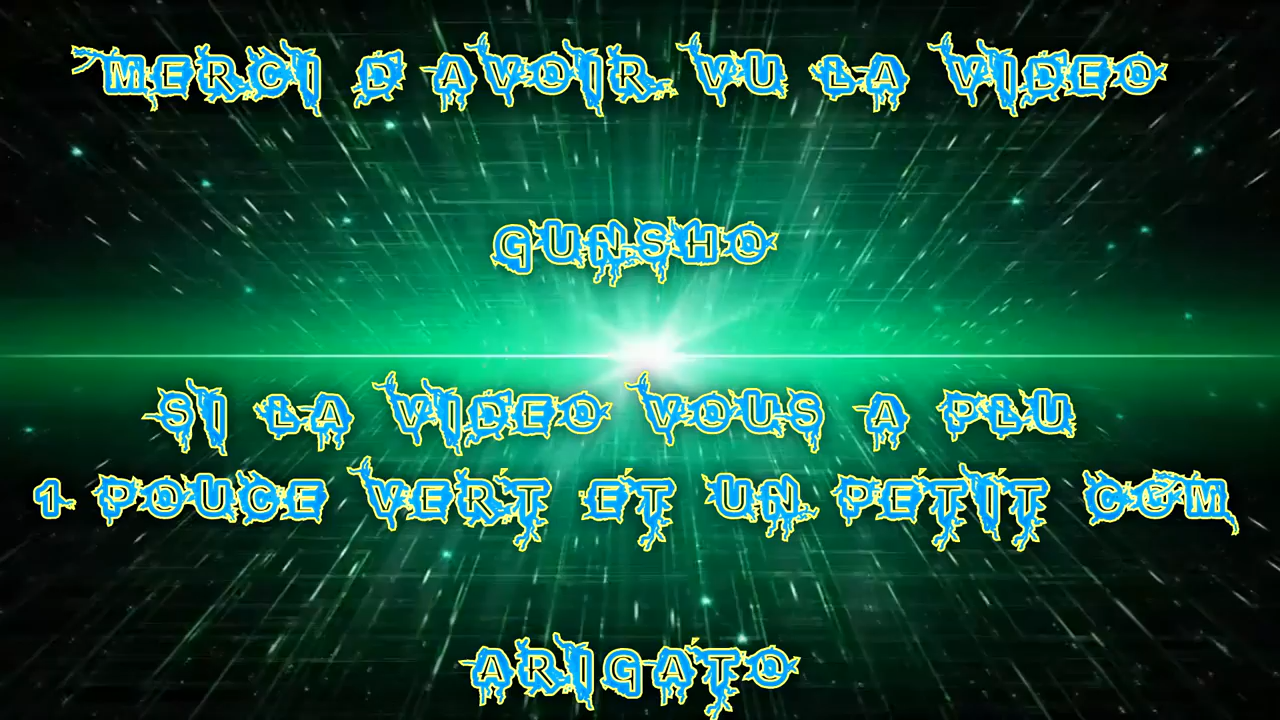 MERCI D AVOIR VU LA VIDEO
GUNSHO
SI LA VIDEO VOUS A PLU
1 POUCE VERT ET UN PETIT COM
ARIGATO